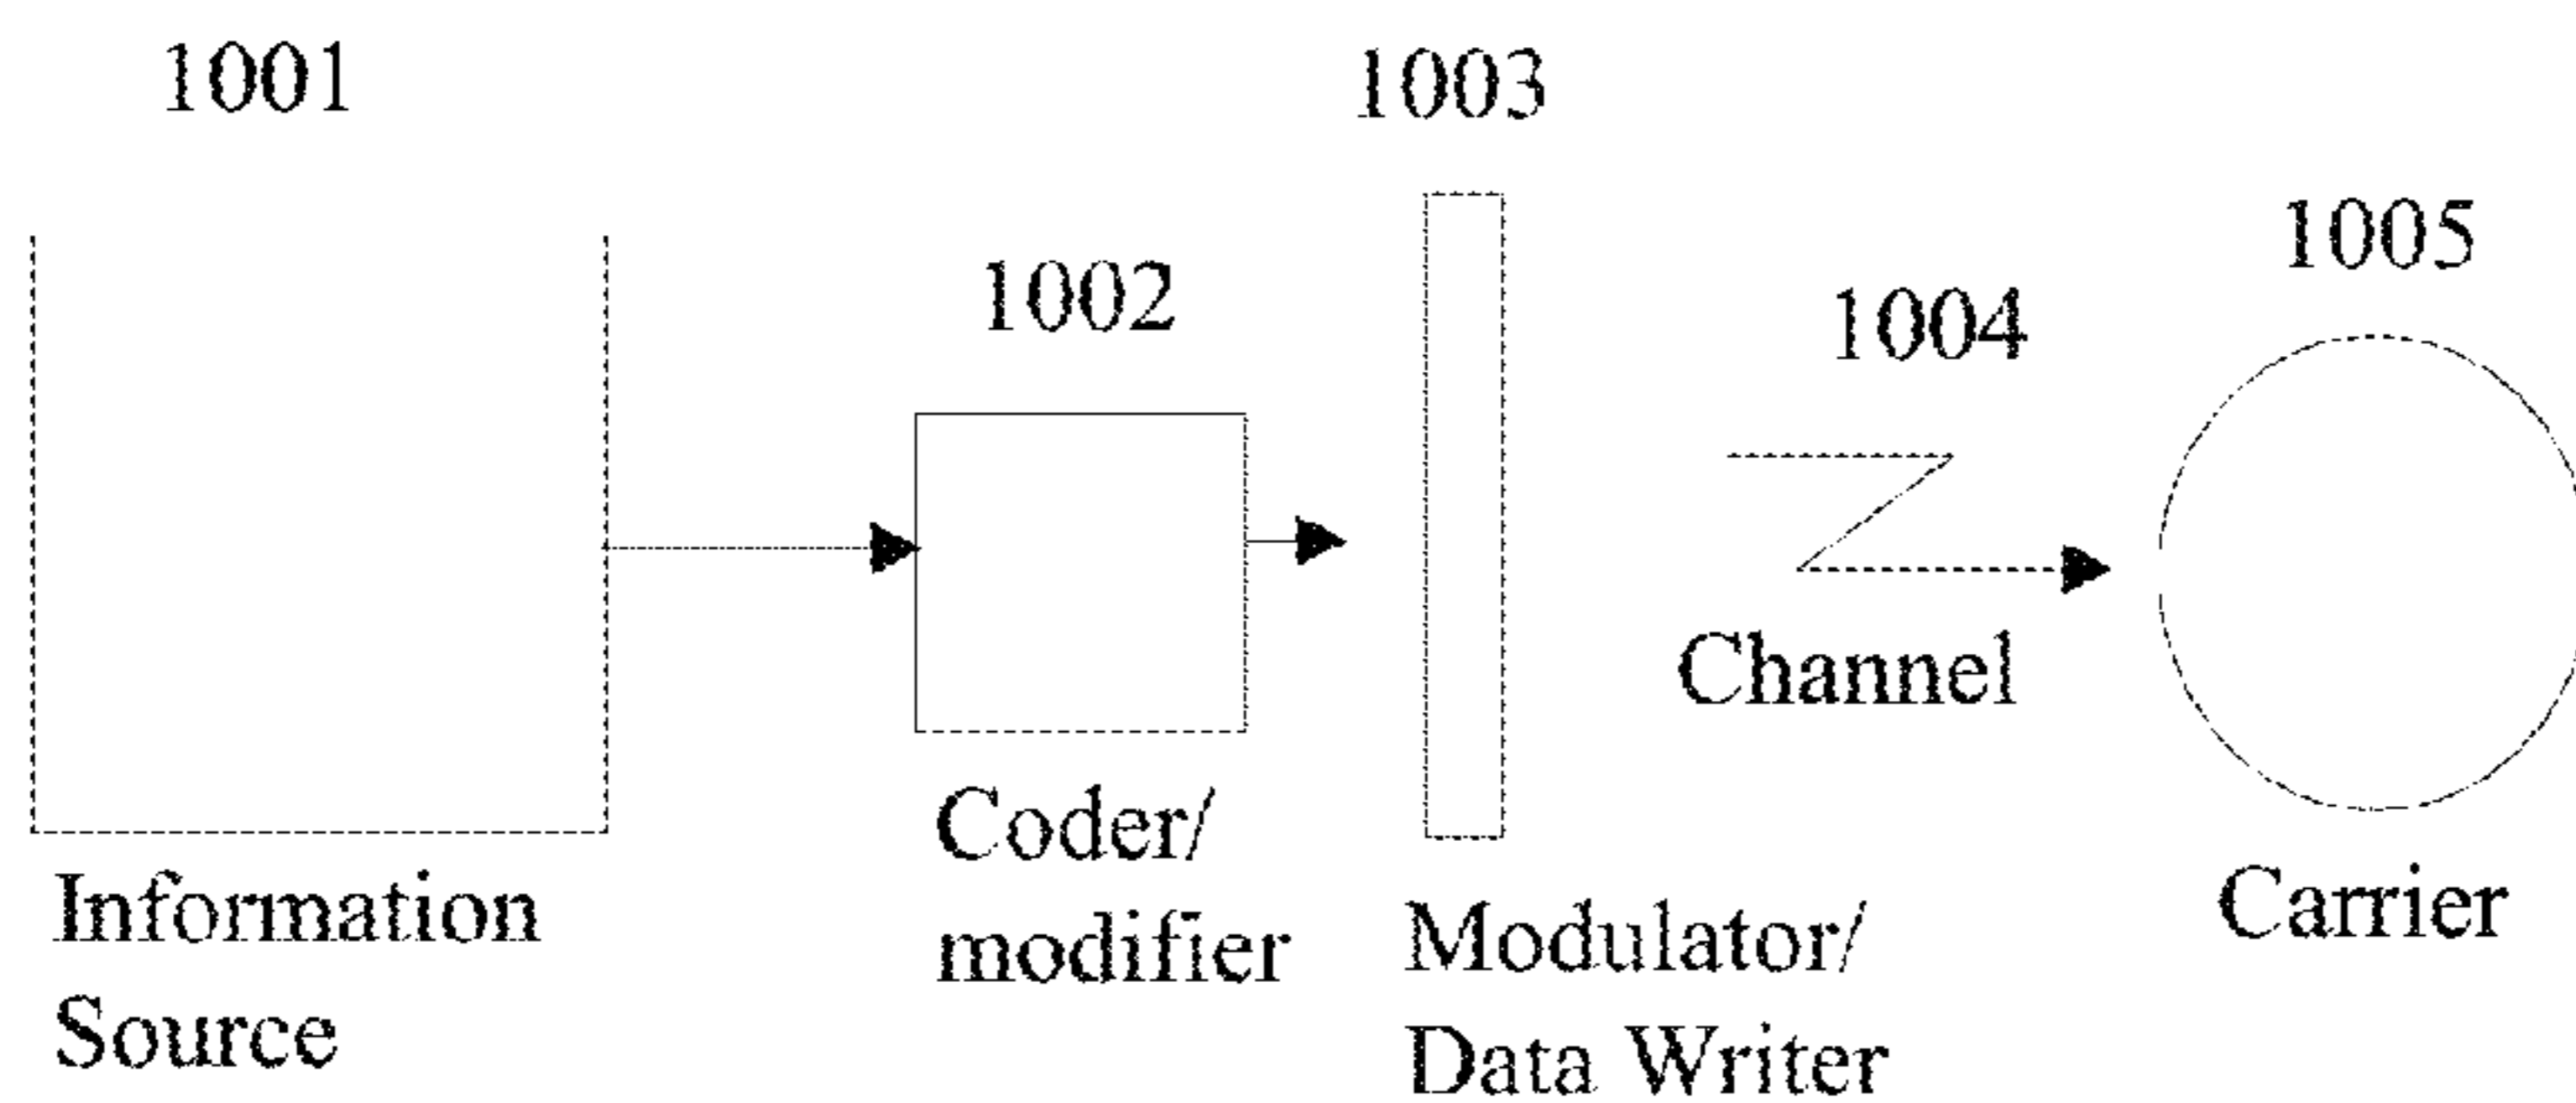 1001
1003
1005
1002
1004
Channel
Coder/
modifier
Carrier
Information
Source
Modulator/
Data Writer